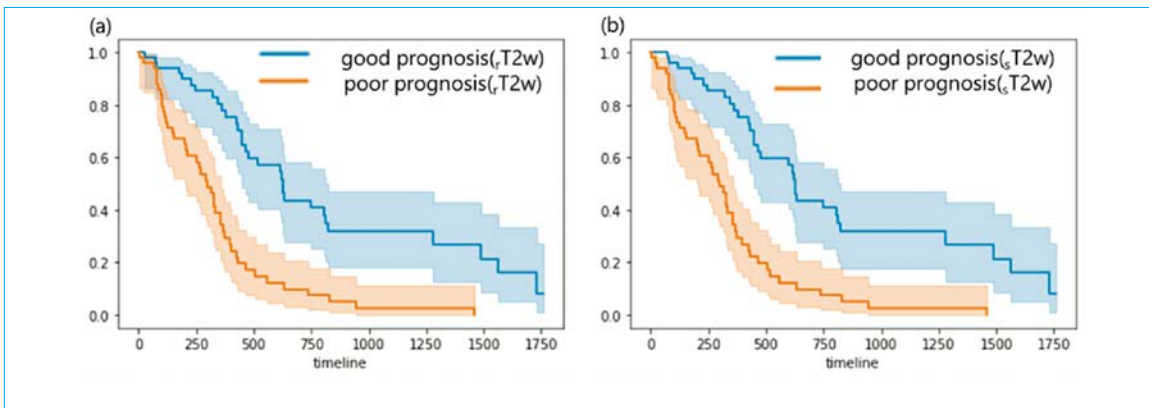 (a)
good prognosis(rT2w)
poor prognosis(rT2w)
1.0
0.8
0.6
0.4
0.2
0.0
0 250 500 750 1000 1250 1500 1750
timeline
(b)
good prognosis(sT2w)
poor prognosis(sT2w)
1.0
0.8
0.6
0.4
0.2
0.0
0 250 500 750 1000 1250 1500 1750
timeline